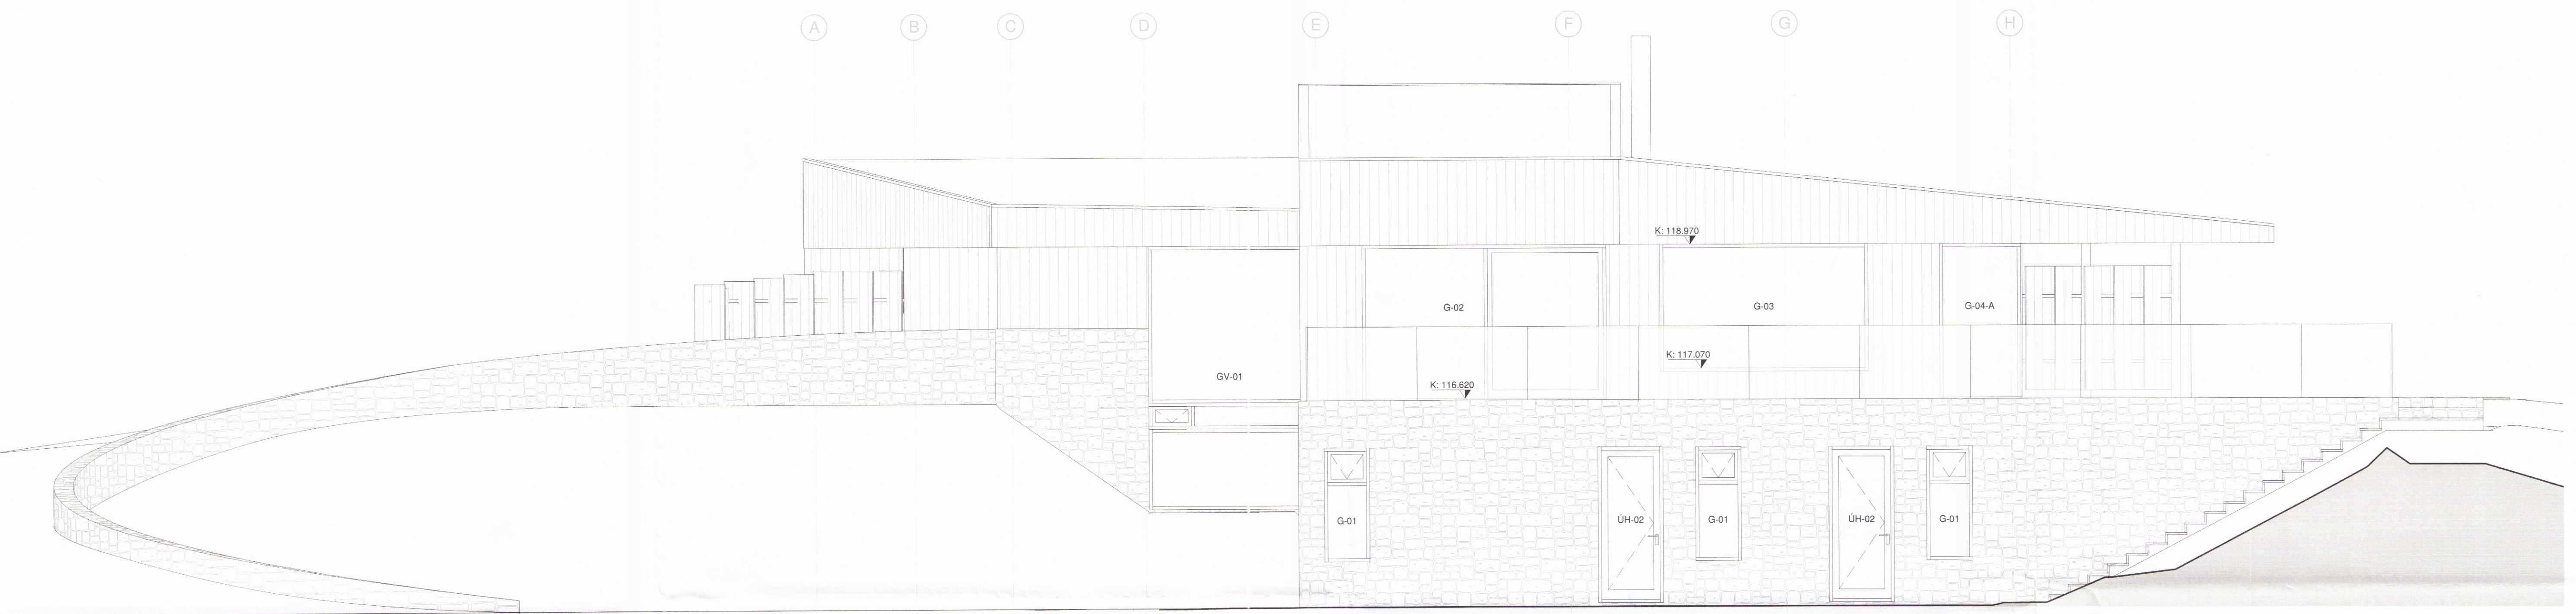 A B C D E F G H
K: 118.970
G-02 G-03 G-04-A
K: 117.070
GV-01
K: 116.620
G-01 ÚH-02 G-01 ÚH-02 G-01